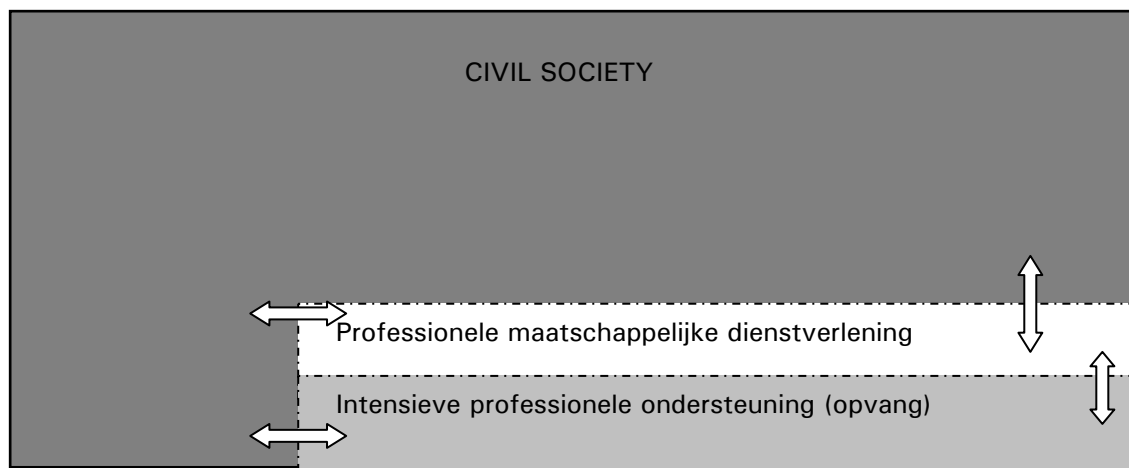 CIVIL SOCIETY
Professionele maatschappelijke dienstverlening
Intensieve professionele ondersteuning (opvang)